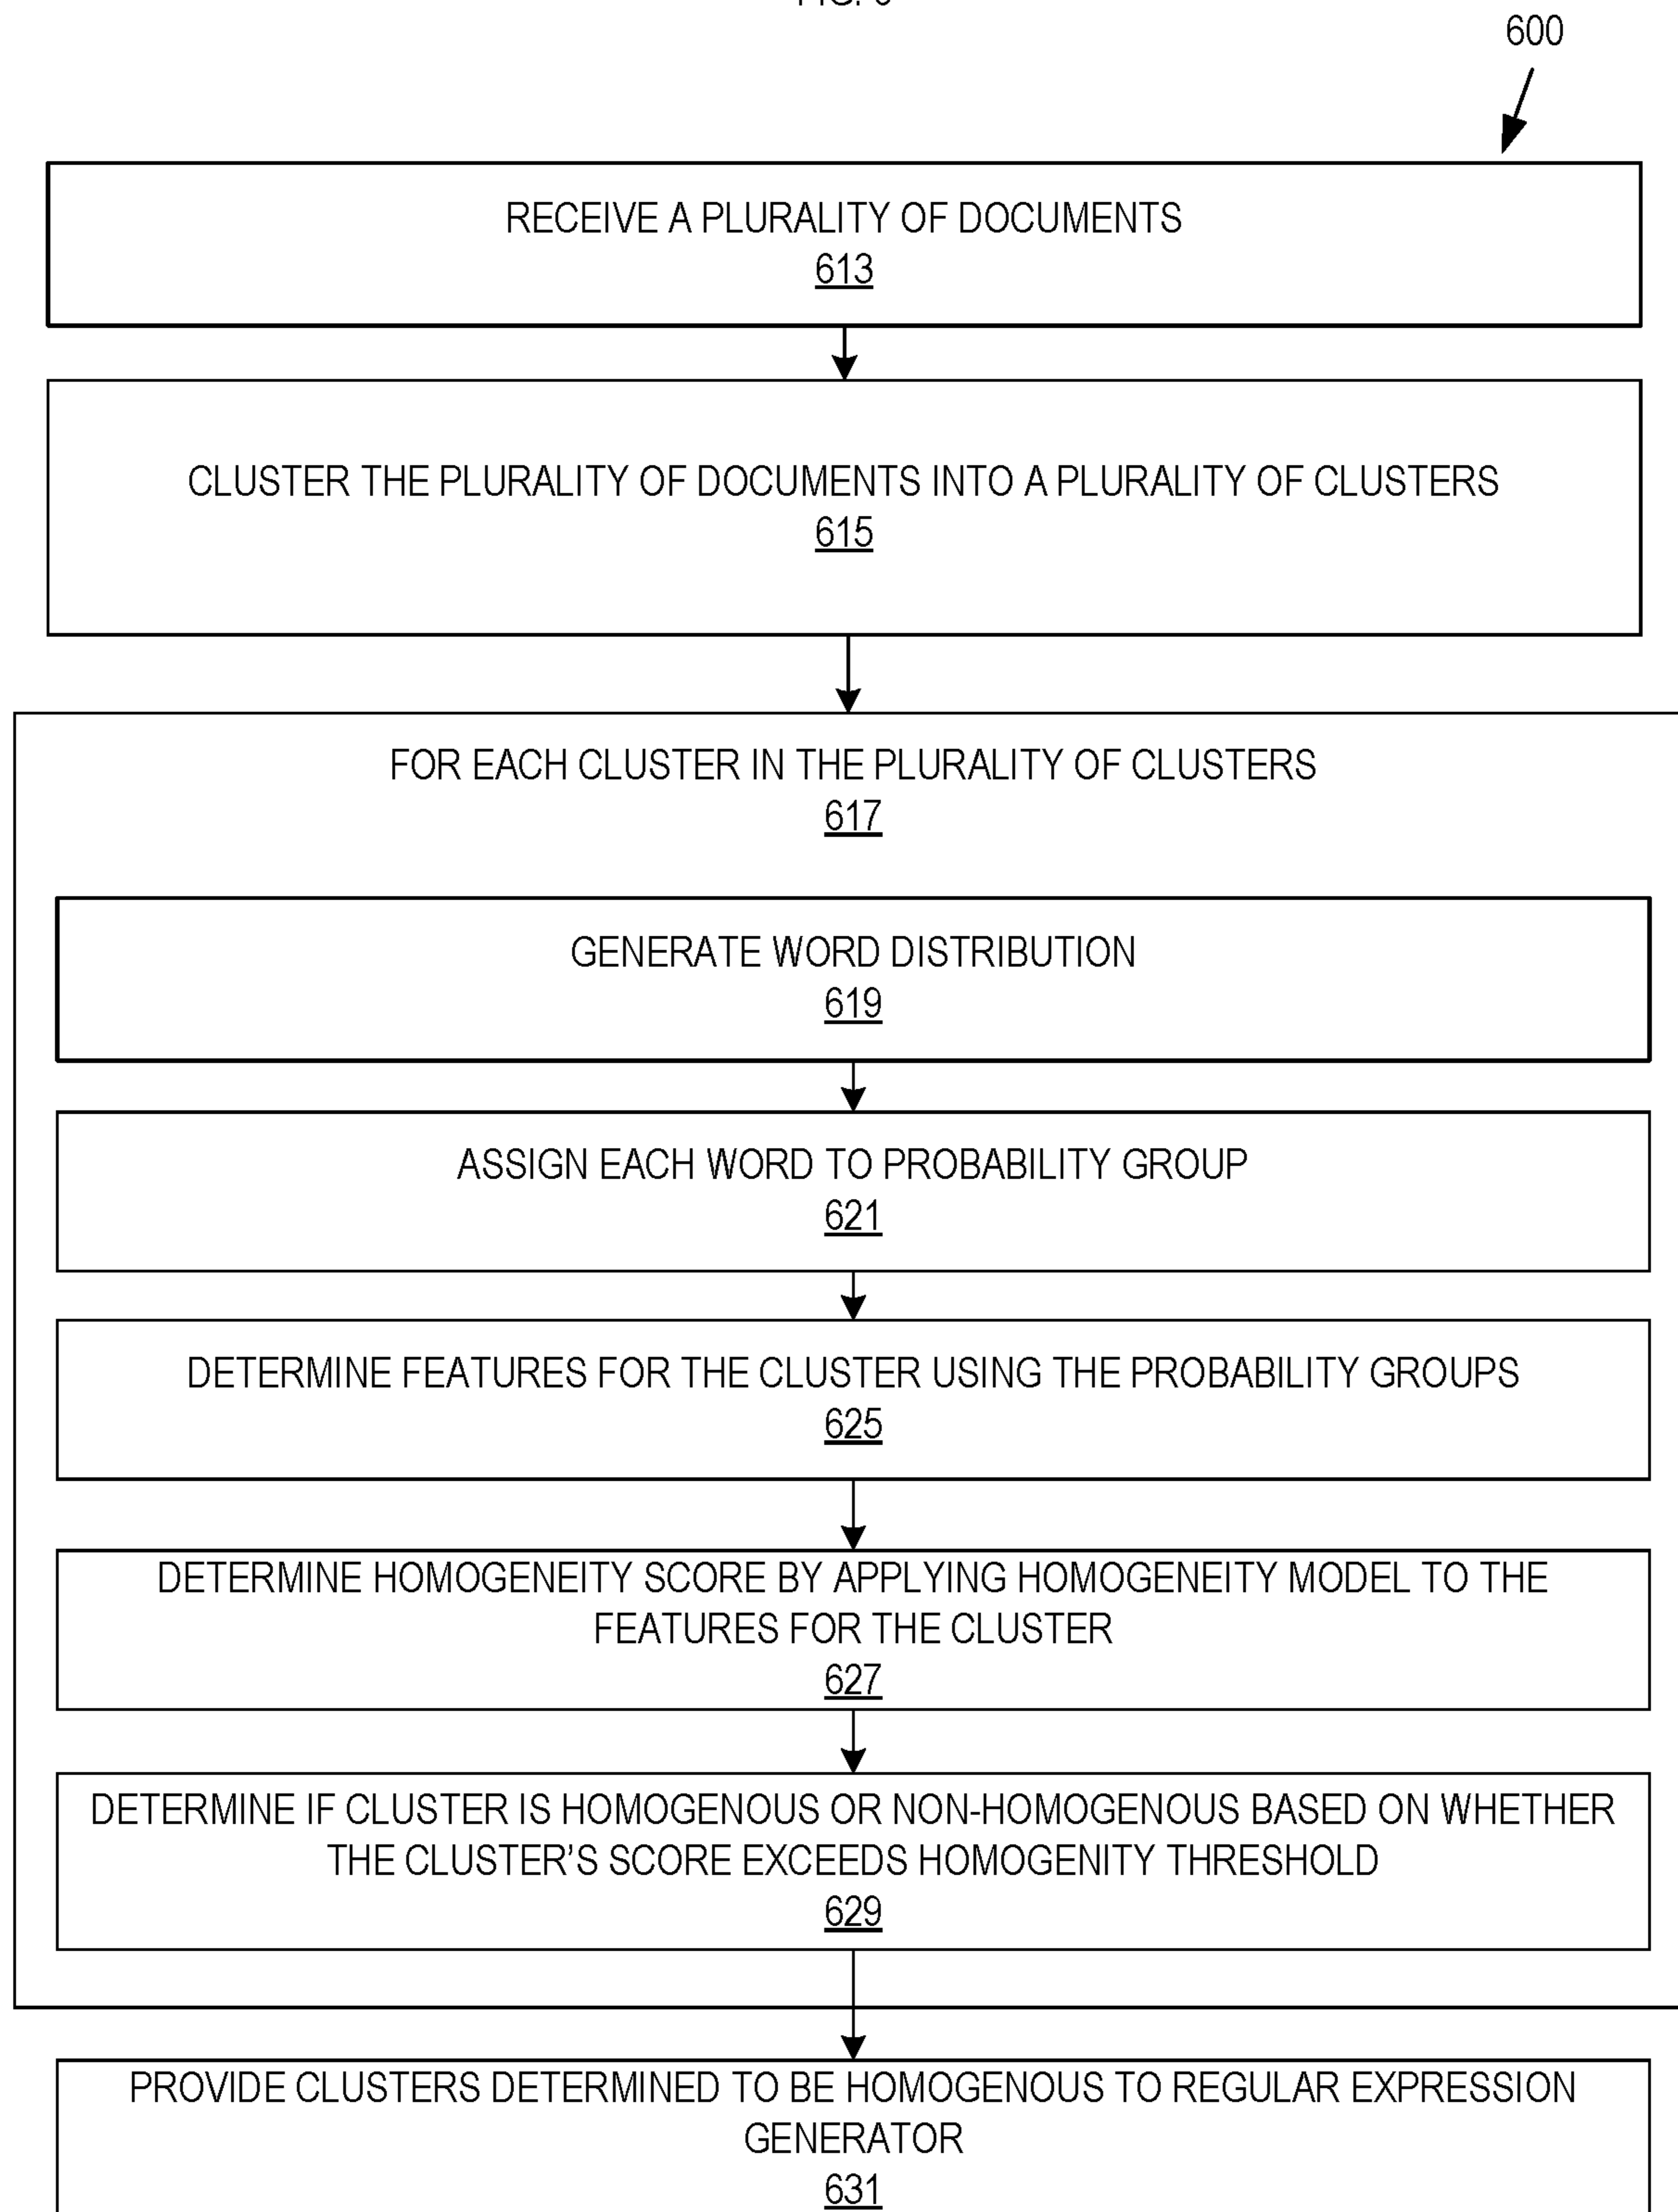 600
RECEIVE A PLURALITY OF DOCUMENTS
613
CLUSTER THE PLURALITY OF DOCUMENTS INTO A PLURALITY OF CLUSTERS
615
FOR EACH CLUSTER IN THE PLURALITY OF CLUSTERS
617
GENERATE WORD DISTRIBUTION
619
ASSIGN EACH WORD TO PROBABILITY GROUP
621
DETERMINE FEATURES FOR THE CLUSTER USING THE PROBABILITY GROUPS
625
DETERMINE HOMOGENEITY SCORE BY APPLYING HOMOGENEITY MODEL TO THE
FEATURES FOR THE CLUSTER
627
DETERMINE IF CLUSTER IS HOMOGENOUS OR NON-HOMOGENOUS BASED ON WHETHER
THE CLUSTER’S SCORE EXCEEDS HOMOGENITY THRESHOLD
629
PROVIDE CLUSTERS DETERMINED TO BE HOMOGENOUS TO REGULAR EXPRESSION
GENERATOR
631